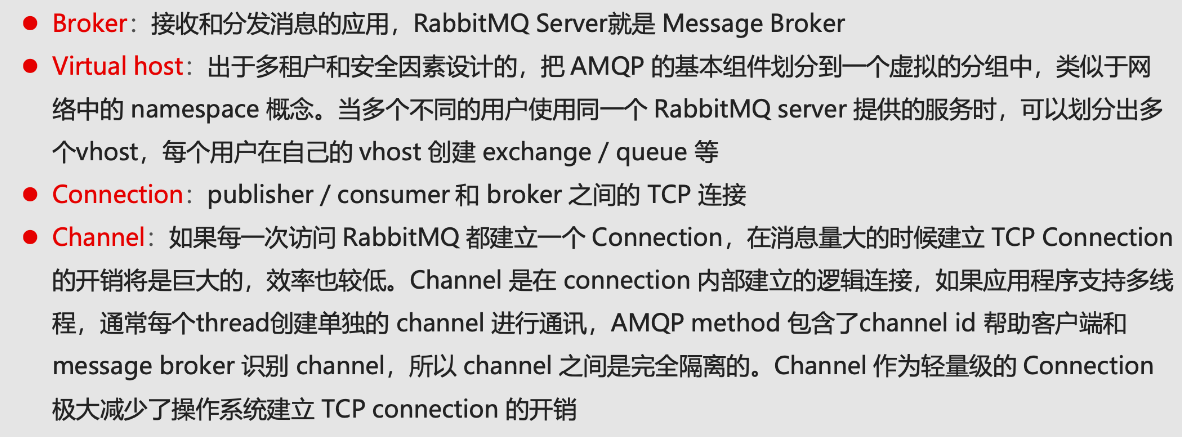 ● Broker：接收和分发消息的应用，RabbitMQ Server就是 Message Broker
● Virtual host：出于多租户和安全因素设计的，把 AMQP 的基本组件划分到一个虚拟的分组中，类似于网
络中的 namespace 概念。当多个不同的用户使用同一个 RabbitMQ server 提供的服务时，可以划分出多
个vhost，每个用户在自己的 vhost 创建 exchange / queue 等
● Connection：publisher / consumer 和 broker 之间的 TCP 连接
● Channel：如果每一次访问 RabbitMQ 都建立一个 Connection，在消息量大的时候建立 TCP Connection
的开销将是巨大的，效率也较低。Channel 是在 connection 内部建立的逻辑连接，如果应用程序支持多线
程，通常每个thread创建单独的 channel 进行通讯，AMQP method 包含了channel id 帮助客户端和
message broker 识别 channel，所以 channel 之间是完全隔离的。Channel 作为轻量级的 Connection
极大减少了操作系统建立 TCP connection 的开销